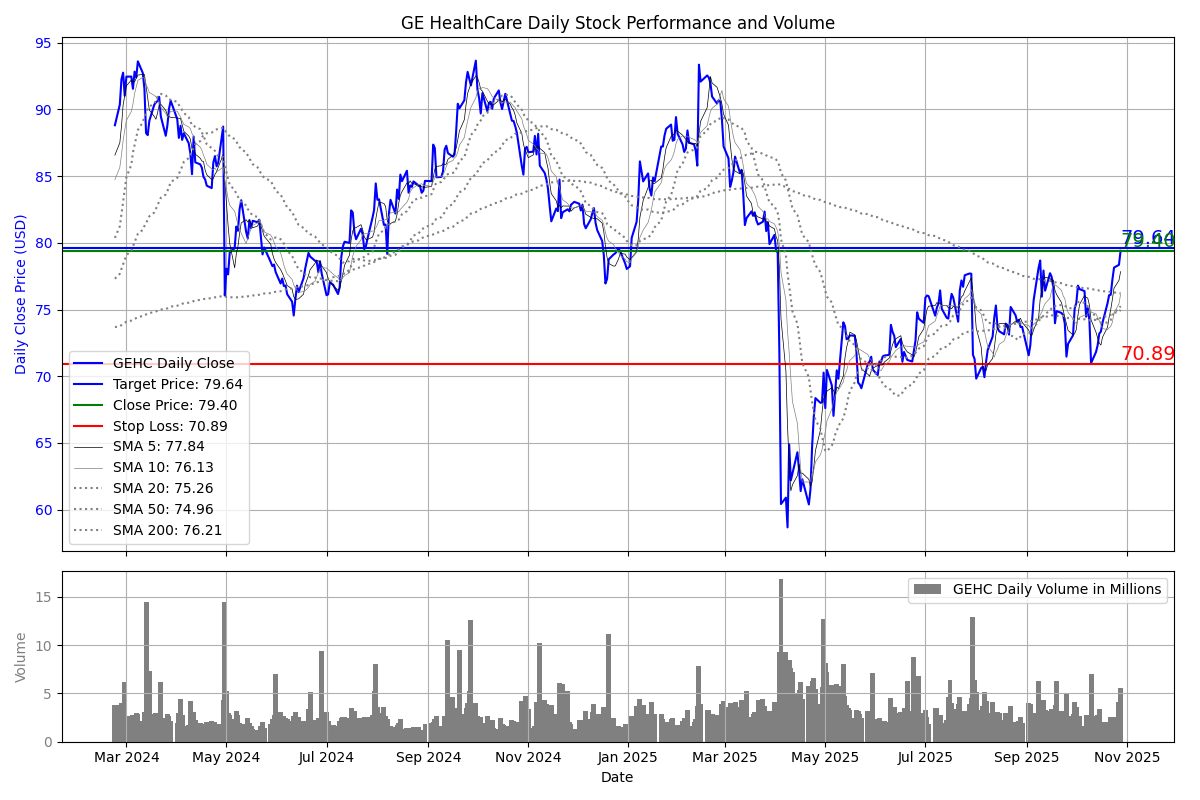 GE HealthCare Daily Stock Performance and Volume
95
90
85
80
75
70
65
60
Daily Close Price (USD)
79.64
79.40
70.89
GEHC Daily Close
Target Price: 79.64
Close Price: 79.40
Stop Loss: 70.89
SMA 5: 77.84
SMA 10: 76.13
SMA 20: 75.26
SMA 50: 74.96
SMA 200: 76.21
15
10
5
0
Volume
GEHC Daily Volume in Millions
Mar 2024
May 2024
Jul 2024
Sep 2024
Nov 2024
Jan 2025
Mar 2025
May 2025
Jul 2025
Sep 2025
Nov 2025
Date